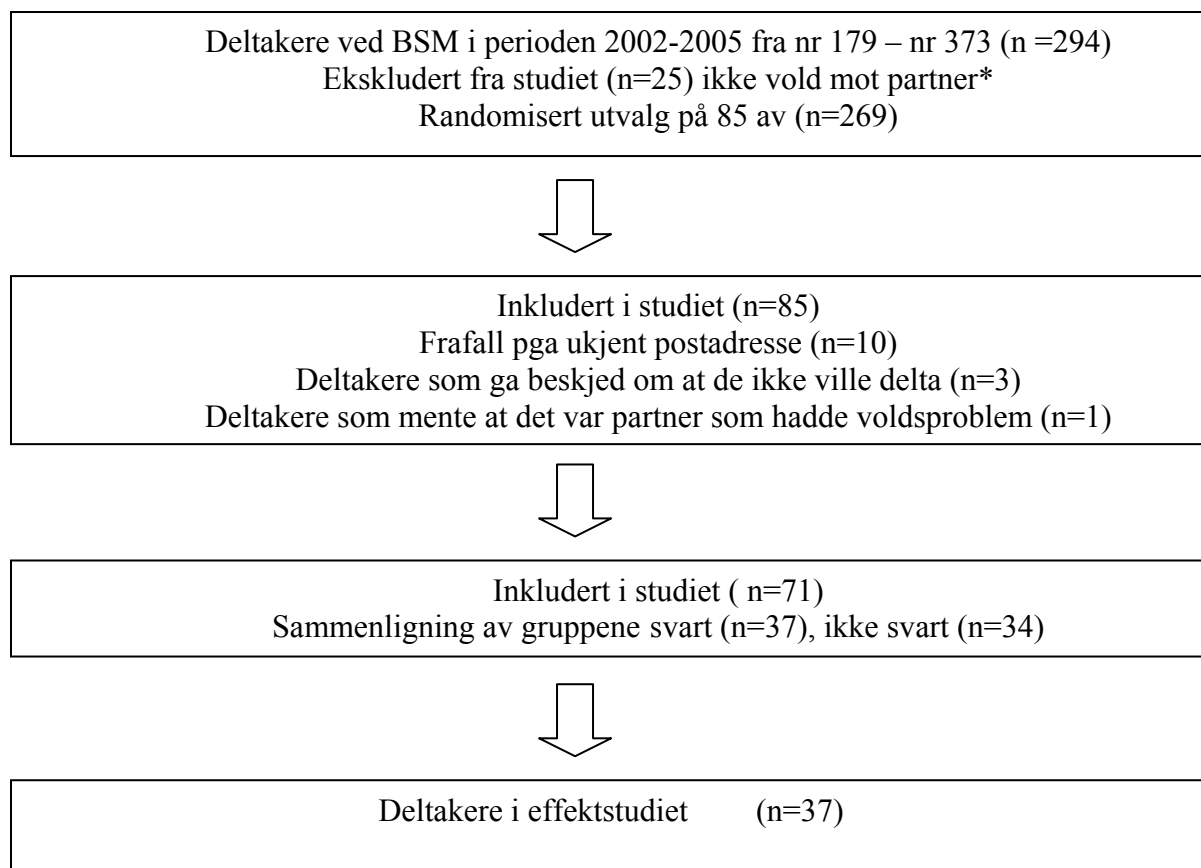 Deltakere ved BSM i perioden 2002-2005 fra nr 179 – nr 373 (n =294)
Ekskludert fra studiet (n=25) ikke vold mot partner*
Randomisert utvalg på 85 av (n=269)
Inkludert i studiet (n=85)
Frafall pga ukjent postadresse (n=10)
Deltakere som ga beskjed om at de ikke ville delta (n=3)
Deltakere som mente at det var partner som hadde voldsproblem (n=1)
Inkludert i studiet ( n=71)
Sammenligning av gruppene svart (n=37), ikke svart (n=34)
Deltakere i effektstudiet (n=37)